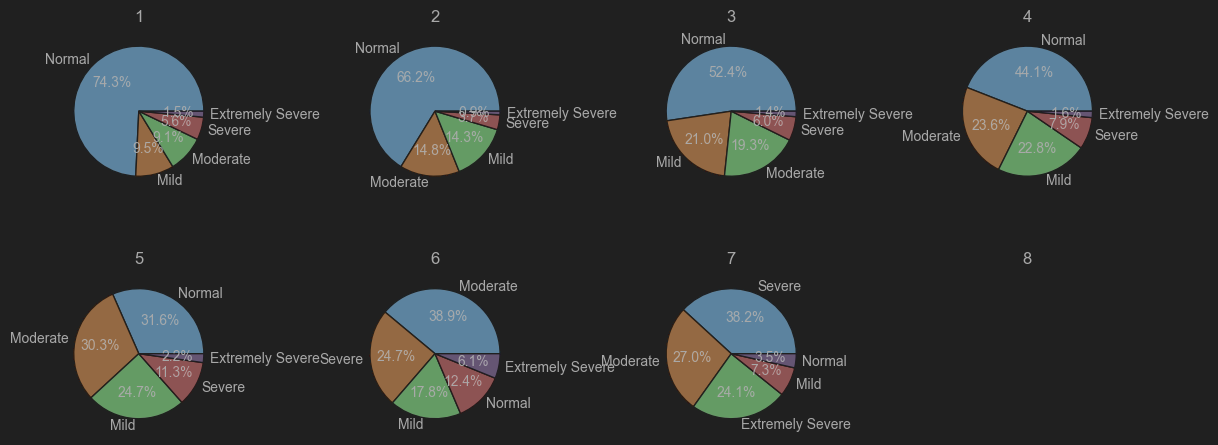 1
Normal
74.3%
1.5%
Extremely Severe
5.6%
Severe
9.1%
Moderate
9.5%
Mild
2
Normal
66.2%
Extremely Severe
Severe
14.3%
Mild
14.8%
Moderate
3
Normal
52.4%
1.4%
Extremely Severe
6.0%
Severe
19.3%
Moderate
21.0%
Mild
4
Normal
44.1%
1.6%
Extremely Severe
7.9%
Severe
22.8%
Mild
23.6%
Moderate
5
Normal
31.6%
2.2%
Extremely Severe
11.3%
Severe
24.7%
Mild
30.3%
Moderate
6
Moderate
38.9%
6.1%
Extremely Severe
12.4%
Normal
17.8%
Mild
24.7%
Severe
7
Severe
38.2%
3.5%
Normal
7.3%
Mild
24.1%
Extremely Severe
27.0%
Moderate
8